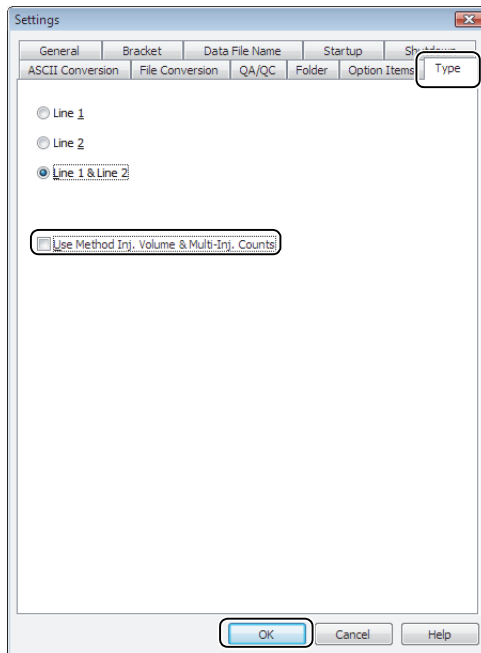 Settings
General Bracket Data File Name Startup Shutdown
ASCII Conversion File Conversion QA/QC Folder Option Items Type
Line 1
Line 2
Line 1 & Line 2
Use Method Inj. Volume & Multi-Inj. Counts
OK Cancel Help